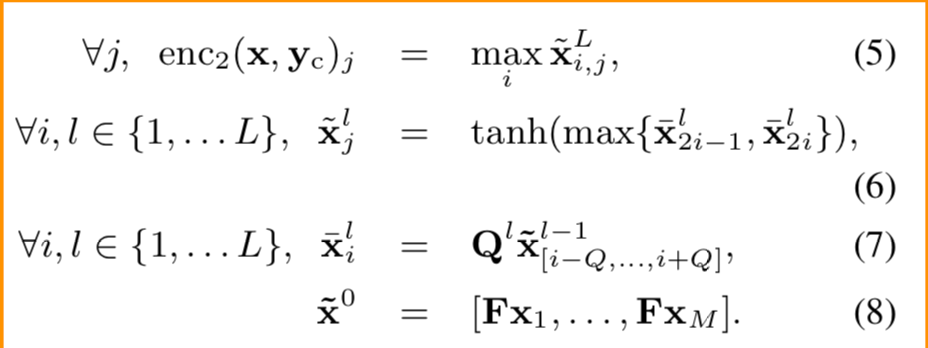 ∀j, enc₂(x, y_c)_j = max_i x̃^L_{i,j}, (5)
∀i, l ∈ {1, … L}, x̃^l_j = tanh(max{x̄^l_{2i−1}, x̄^l_{2i}}),
(6)
∀i, l ∈ {1, … L}, x̄^l_i = Q^l x̃^{l−1}_{[i−Q,…,i+Q]}, (7)
x̃^0 = [Fx₁, … , Fx_M]. (8)